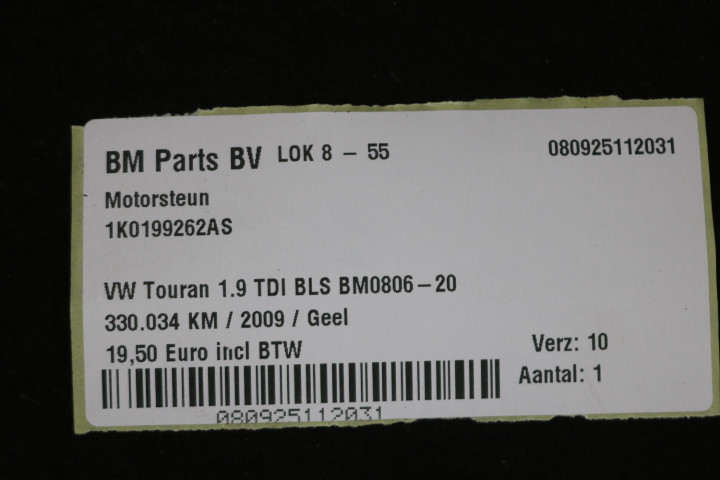 BM Parts BV LOK 8 - 55 080925112031
Motorsteun
1K0199262AS
VW Touran 1.9 TDI BLS BM0806-20
330.034 KM / 2009 / Geel
19,50 Euro incl BTW Verz: 10
Aantal: 1
080925112031